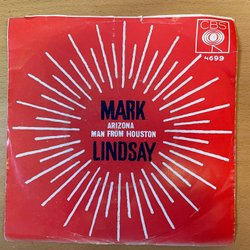 CBS
4699
MARK
ARIZONA
MAN FROM HOUSTON
LINDSAY